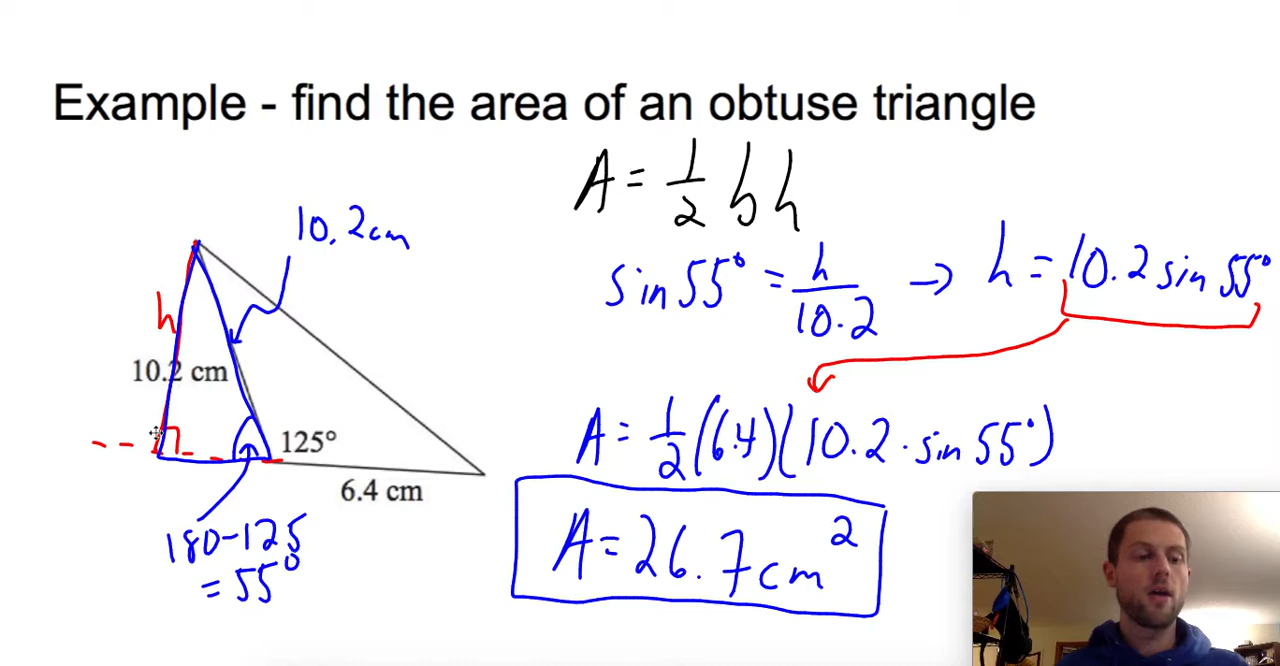 Example - find the area of an obtuse triangle
A = 1/2 bh
10.2cm
sin 55° = h/10.2 → h = 10.2 sin 55°
h
10.2 cm
125°
A = 1/2 (6.4)(10.2 · sin 55°)
6.4 cm
180-125
= 55°
A = 26.7cm²